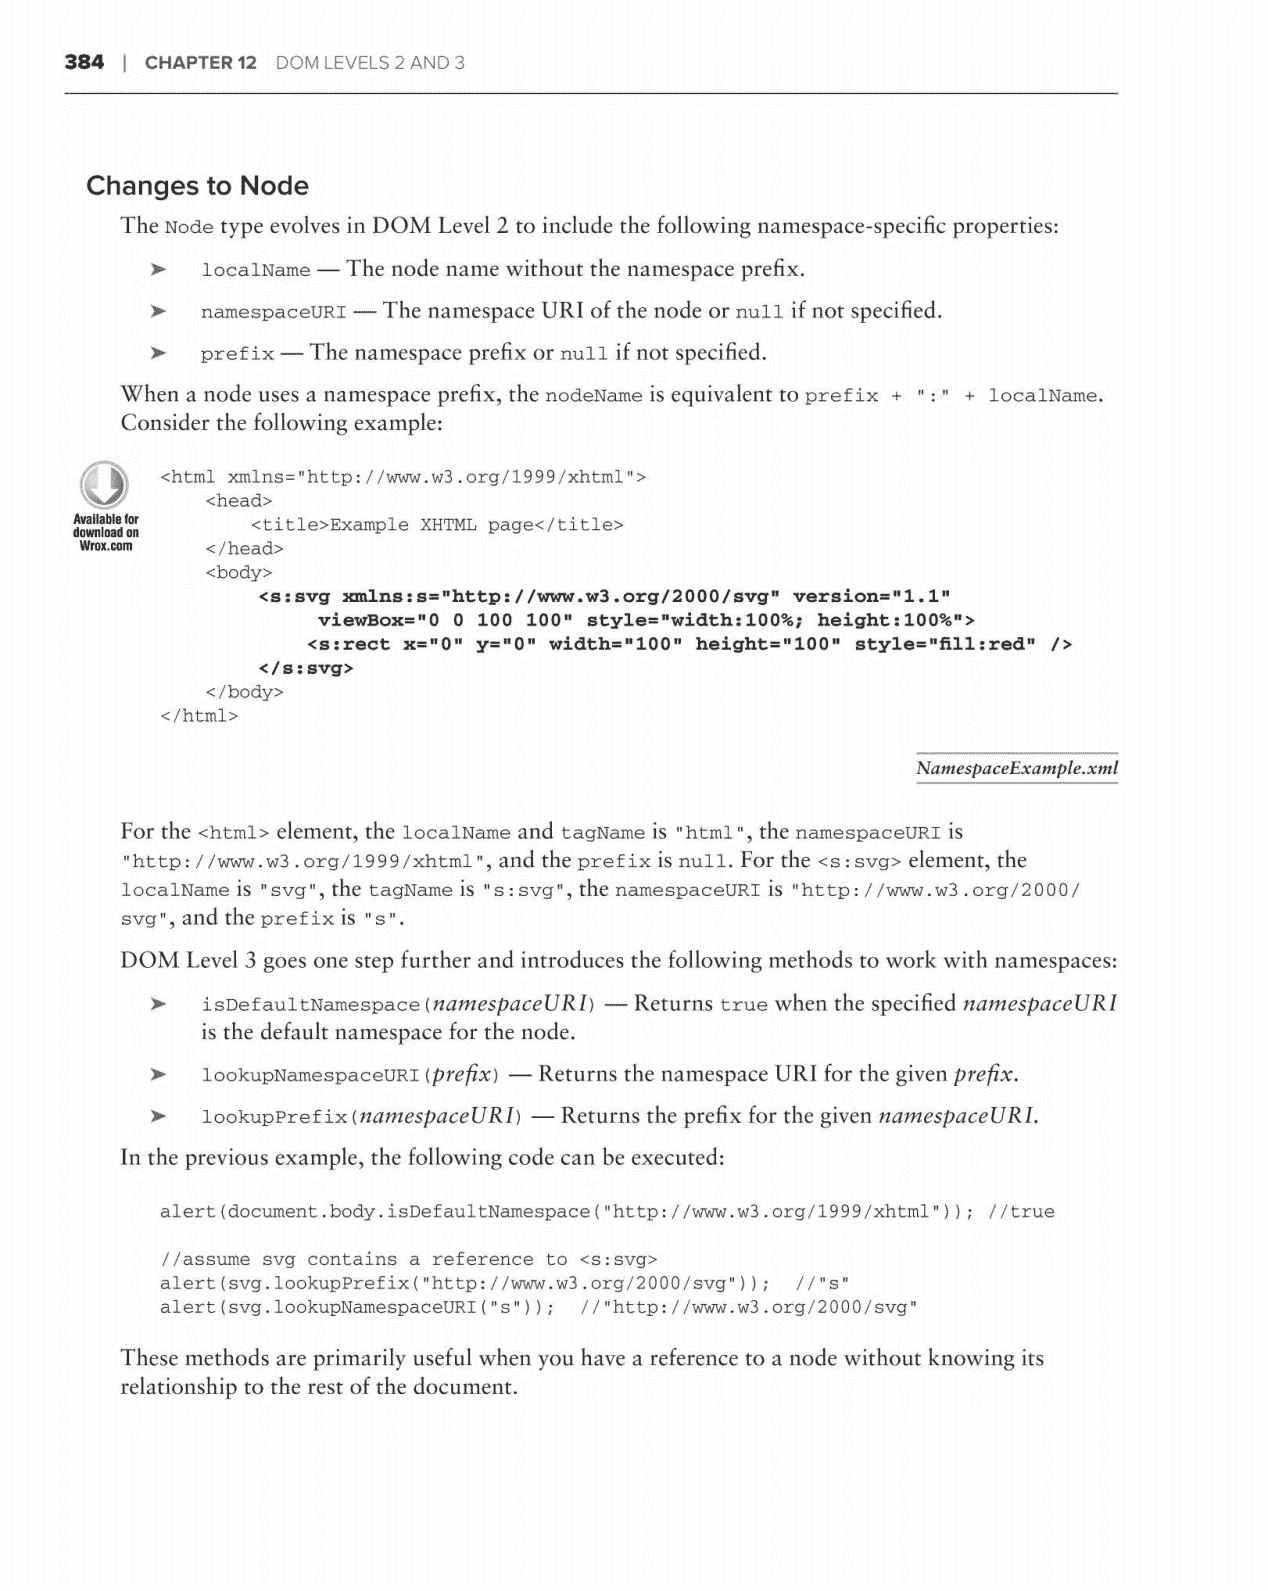 384 | CHAPTER 12 DOM LEVELS 2 AND 3
Changes to Node
The Node type evolves in DOM Level 2 to include the following namespace-specific properties:
➤ localName — The node name without the namespace prefix.
➤ namespaceURI — The namespace URI of the node or null if not specified.
➤ prefix — The namespace prefix or null if not specified.
When a node uses a namespace prefix, the nodeName is equivalent to prefix + ":" + localName.
Consider the following example:
Available for
download on
Wrox.com
<html xmlns="http://www.w3.org/1999/xhtml">
<head>
<title>Example XHTML page</title>
</head>
<body>
<s:svg xmlns:s="http://www.w3.org/2000/svg" version="1.1"
viewBox="0 0 100 100" style="width:100%; height:100%">
<s:rect x="0" y="0" width="100" height="100" style="fill:red" />
</s:svg>
</body>
</html>
NamespaceExample.xml
For the <html> element, the localName and tagName is "html", the namespaceURI is
"http://www.w3.org/1999/xhtml", and the prefix is null. For the <s:svg> element, the
localName is "svg", the tagName is "s:svg", the namespaceURI is "http://www.w3.org/2000/
svg", and the prefix is "s".
DOM Level 3 goes one step further and introduces the following methods to work with namespaces:
➤ isDefaultNamespace(namespaceURI) — Returns true when the specified namespaceURI
is the default namespace for the node.
➤ lookupNamespaceURI(prefix) — Returns the namespace URI for the given prefix.
➤ lookupPrefix(namespaceURI) — Returns the prefix for the given namespaceURI.
In the previous example, the following code can be executed:
alert(document.body.isDefaultNamespace("http://www.w3.org/1999/xhtml")); //true
//assume svg contains a reference to <s:svg>
alert(svg.lookupPrefix("http://www.w3.org/2000/svg")); //"s"
alert(svg.lookupNamespaceURI("s")); //"http://www.w3.org/2000/svg"
These methods are primarily useful when you have a reference to a node without knowing its
relationship to the rest of the document.